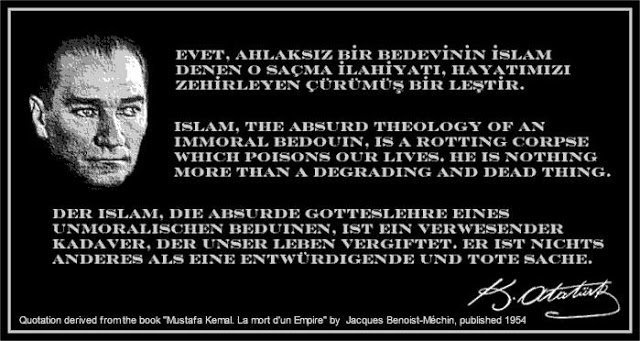 EVET, AHLAKSIZ BİR BEDEVİNİN İSLAM
DENEN O SAÇMA İLAHİYATI, HAYATIMIZI
ZEHİRLEYEN ÇÜRÜMÜŞ BİR LEŞTİR.
ISLAM, THE ABSURD THEOLOGY OF AN
IMMORAL BEDOUIN, IS A ROTTING CORPSE
WHICH POISONS OUR LIVES. HE IS NOTHING
MORE THAN A DEGRADING AND DEAD THING.
DER ISLAM, DIE ABSURDE GOTTESLEHRE EINES
UNMORALISCHEN BEDUINEN, IST EIN VERWESENDER
KADAVER, DER UNSER LEBEN VERGIFTET. ER IST NICHTS
ANDERES ALS EINE ENTWÜRDIGENDE UND TOTE SACHE.
K. Atatürk
Quotation derived from the book "Mustafa Kemal. La mort d'un Empire" by Jacques Benoist-Méchin, published 1954